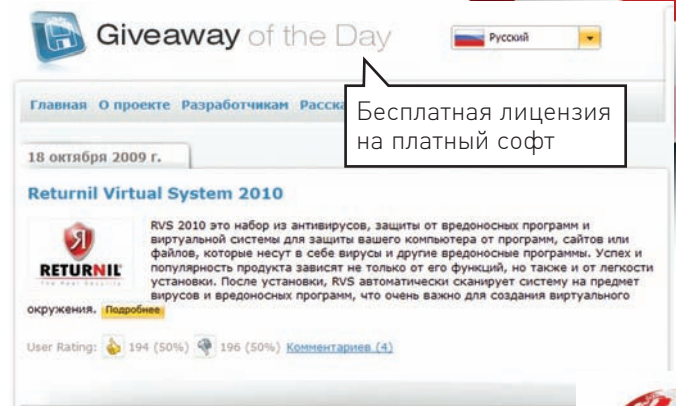 Giveaway of the Day
Русский
Главная О проекте Разработчикам
Бесплатная лицензия
на платный софт
18 октября 2009 г.
Returnil Virtual System 2010
RVS 2010 это набор из антивирусов, защиты от вредоносных программ и
виртуальной системы для защиты вашего компьютера от программ, сайтов или
файлов, которые несут в себе вирусы и другие вредоносные программы. Успех и
популярность продукта зависят не только от его функций, но также и от легкости
установки. После установки, RVS автоматически сканирует систему на предмет
вирусов и вредоносных программ, что очень важно для создания виртуального
окружения. Подробнее
RETURNIL
The Real Security
User Rating: 194 (50%) 196 (50%) Комментариев (4)